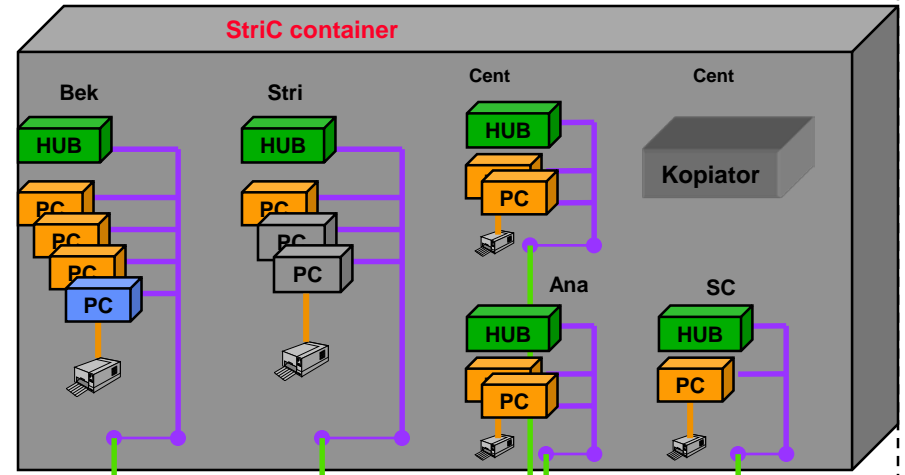 StriC container
Bek
HUB
PC
PC
PC
PC
Stri
HUB
PC
PC
PC
Cent
HUB
PC
Cent
Kopiator
Ana
HUB
PC
SC
HUB
PC